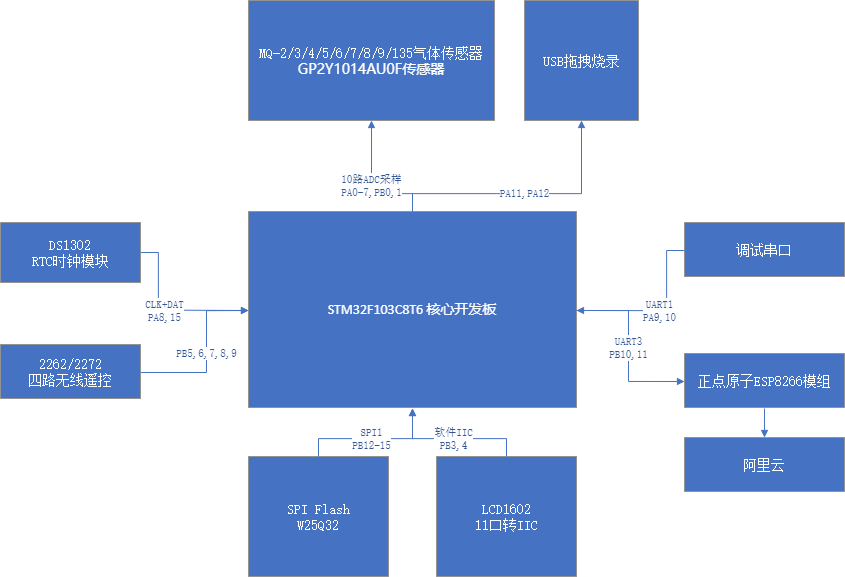 MQ-2/3/4/5/6/7/8/9/135气体传感器
GP2Y1014AU0F传感器
USB拖拽烧录
10路ADC采样
PA0-7,PB0,1
PA11,PA12
DS1302
RTC时钟模块
CLK+DAT
PA8,15
2262/2272
四路无线遥控
PB5,6,7,8,9
STM32F103C8T6 核心开发板
调试串口
UART1
PA9,10
UART3
PB10,11
正点原子ESP8266模组
阿里云
SPI1
PB12-15
软件IIC
PB3,4
SPI Flash
W25Q32
LCD1602
11口转IIC